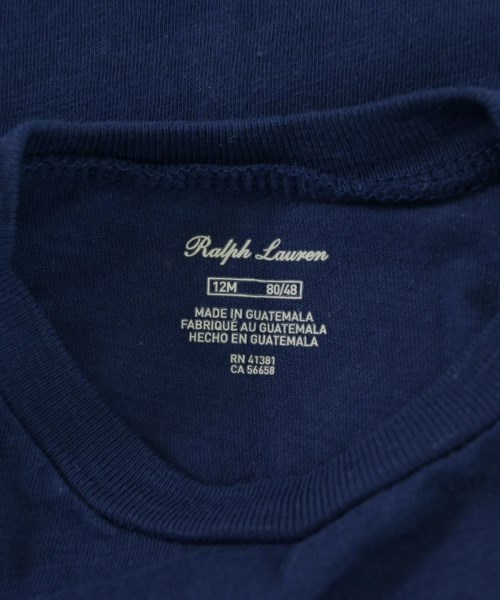 Ralph Lauren
12M 80/48
MADE IN GUATEMALA
FABRIQUÉ AU GUATEMALA
HECHO EN GUATEMALA
RN 41381
CA 56658